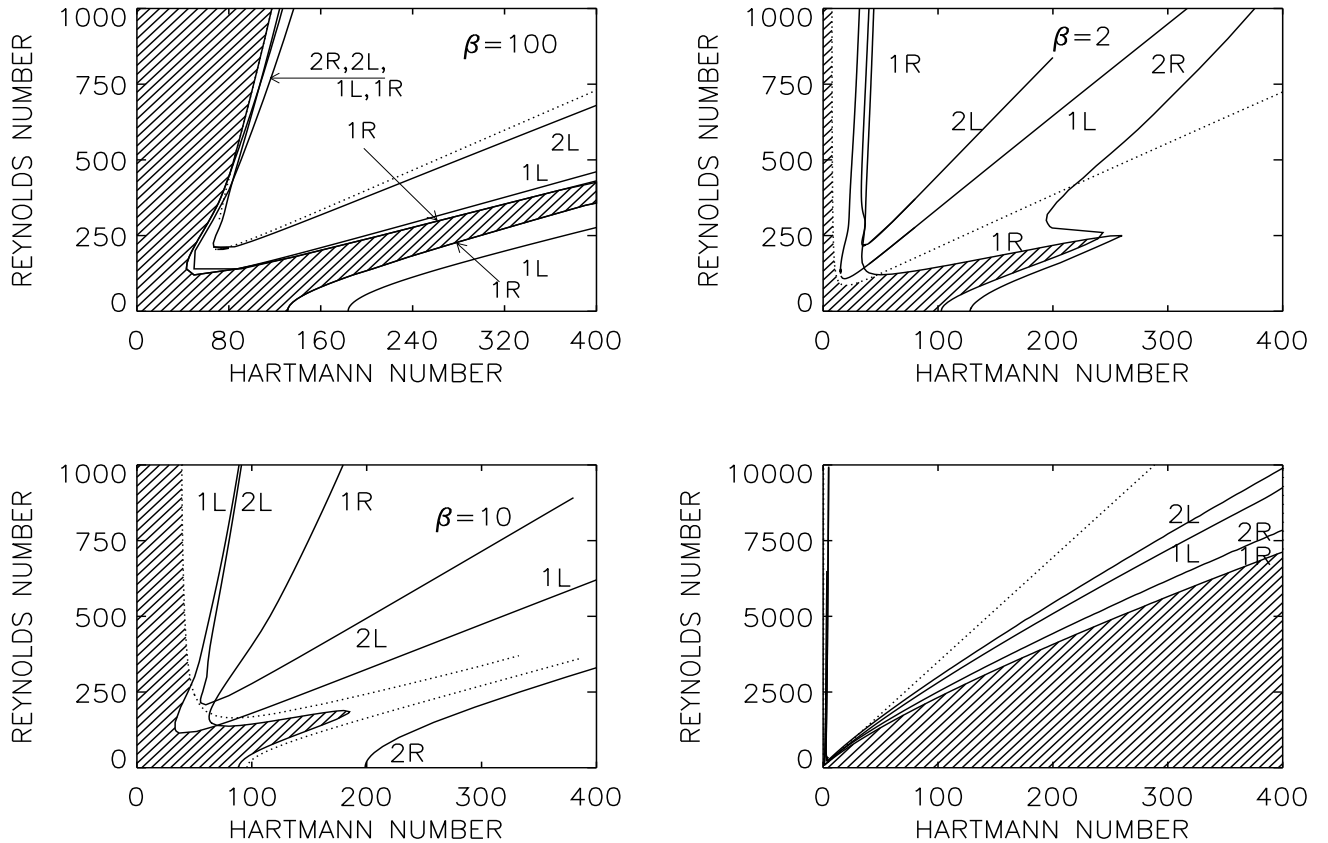 REYNOLDS NUMBER
1000
750
500
250
0
β=100
2R,2L,
1L,1R
1R
2L
1L
1L
1R
0 80 160 240 320 400
HARTMANN NUMBER
REYNOLDS NUMBER
1000
750
500
250
0
β=2
1R
2R
2L
1L
1R
0 100 200 300 400
HARTMANN NUMBER
REYNOLDS NUMBER
1000
750
500
250
0
1L 2L 1R
β=10
1L
2L
2R
0 100 200 300 400
HARTMANN NUMBER
REYNOLDS NUMBER
10000
7500
5000
2500
0
2L
2R
1L
1R
0 100 200 300 400
HARTMANN NUMBER